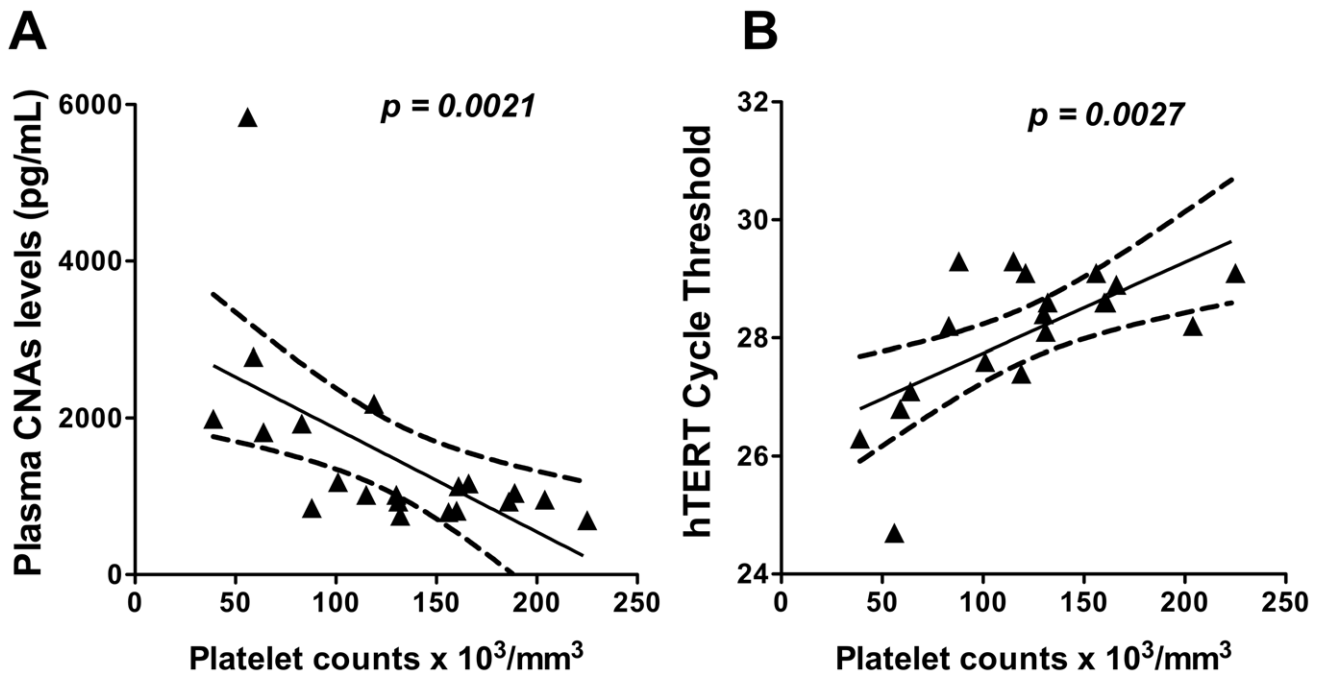 A
Plasma CNAs levels (pg/mL)
6000
4000
2000
0
p = 0.0021
0 50 100 150 200 250
Platelet counts x 10³/mm³
B
hTERT Cycle Threshold
32
30
28
26
24
p = 0.0027
0 50 100 150 200 250
Platelet counts x 10³/mm³